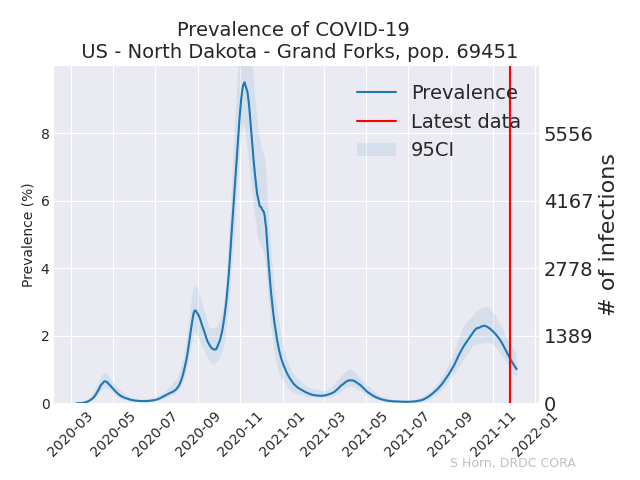 Prevalence of COVID-19
US - North Dakota - Grand Forks, pop. 69451
Prevalence
Latest data
95CI
Prevalence (%)
8
6
4
2
0
5556
4167
2778
1389
0
# of infections
2020-03
2020-05
2020-07
2020-09
2020-11
2021-01
2021-03
2021-05
2021-07
2021-09
2021-11
2022-01
S Horn, DRDC CORA